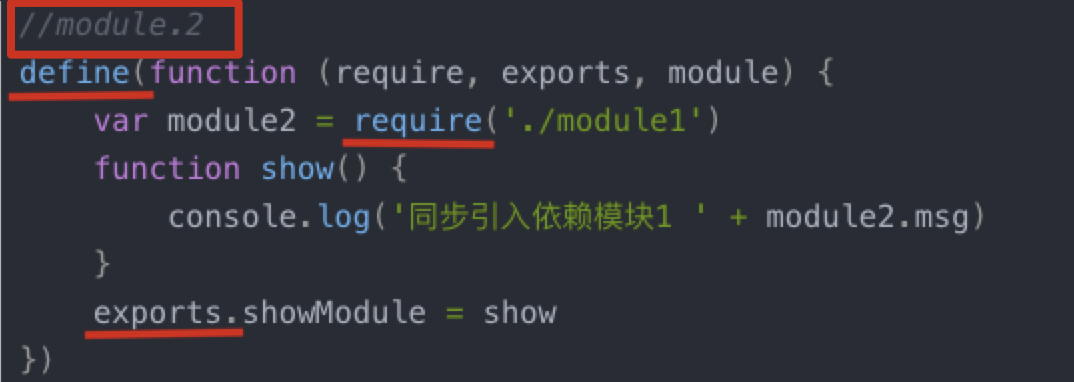 //module.2
define(function (require, exports, module) {
    var module2 = require('./module1')
    function show() {
        console.log('同步引入依赖模块1 ' + module2.msg)
    }
    exports.showModule = show
})